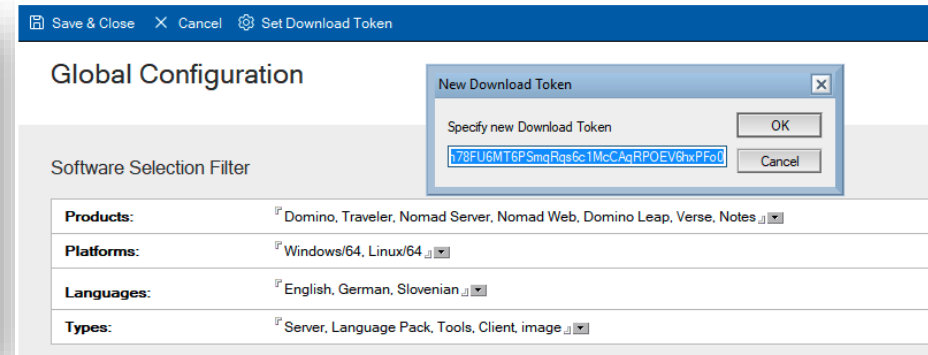 Save & Close Cancel Set Download Token
Global Configuration
New Download Token
Specify new Download Token
OK
n78FU6MT6PSmqRqs6c1McCAqRPOEV6hxPFo0
Cancel
Software Selection Filter
Products: Domino, Traveler, Nomad Server, Nomad Web, Domino Leap, Verse, Notes
Platforms: Windows/64, Linux/64
Languages: English, German, Slovenian
Types: Server, Language Pack, Tools, Client, image